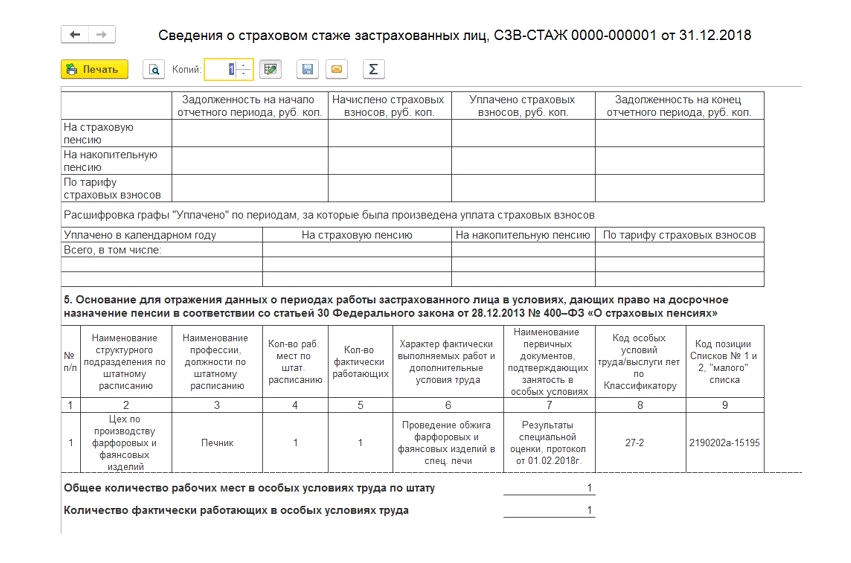 Сведения о страховом стаже застрахованных лиц, СЗВ-СТАЖ 0000-000001 от 31.12.2018
Печать Копий: 1 Σ
Задолженность на начало отчетного периода, руб. коп. Начислено страховых взносов, руб. коп. Уплачено страховых взносов, руб. коп. Задолженность на конец отчетного периода, руб. коп.
На страховую
пенсию
На накопительную
пенсию
По тарифу
страховых взносов
Расшифровка графы "Уплачено" по периодам, за которые была произведена уплата страховых взносов
Уплачено в календарном году На страховую пенсию На накопительную пенсию По тарифу страховых взносов
Всего, в том числе:
5. Основание для отражения данных о периодах работы застрахованного лица в условиях, дающих право на досрочное
назначение пенсии в соответствии со статьей 30 Федерального закона от 28.12.2013 № 400–ФЗ «О страховых пенсиях»
№
п/п
Наименование
структурного
подразделения по
штатному
расписанию
Наименование
профессии,
должности по
штатному
расписанию
Кол-во раб.
мест по
штат.
расписанию
Кол-во
фактически
работающих
Характер фактически
выполняемых работ и
дополнительные
условия труда
Наименование
первичных
документов,
подтверждающих
занятость в
особых условиях
Код особых
условий
труда/выслуги лет
по
Классификатору
Код позиции
Списков № 1 и
2, "малого"
списка
1 2 3 4 5 6 7 8 9
1
Цех по
производству
фарфоровых и
фаянсовых
изделий
Печник
1
1
Проведение обжига
фарфоровых и
фаянсовых изделий в
спец. печи
Результаты
специальной
оценки, протокол
от 01.02.2018г.
27-2
2190202а-15195
Общее количество рабочих мест в особых условиях труда по штату 1
Количество фактически работающих в особых условиях труда 1